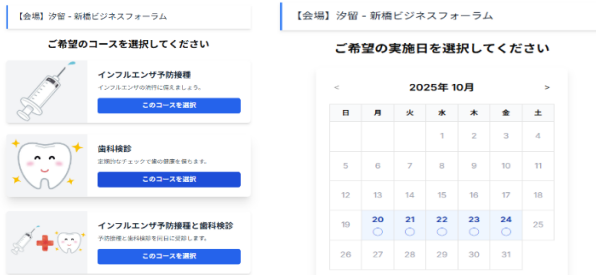 【会場】汐留 - 新橋ビジネスフォーラム
ご希望のコースを選択してください
インフルエンザ予防接種
インフルエンザの流行に備えましょう。
このコースを選択
歯科検診
定期的なチェックで歯の健康を保ちます。
このコースを選択
インフルエンザ予防接種と歯科検診
予防接種と歯科検診を同日に受診します。
このコースを選択
【会場】汐留 - 新橋ビジネスフォーラム
ご希望の実施日を選択してください
< 2025年 10月 >
日 月 火 水 木 金 土
1 2 3 4
5 6 7 8 9 10 11
12 13 14 15 16 17 18
19 20 21 22 23 24 25
○ ○ ○ ○ ○
26 27 28 29 30 31